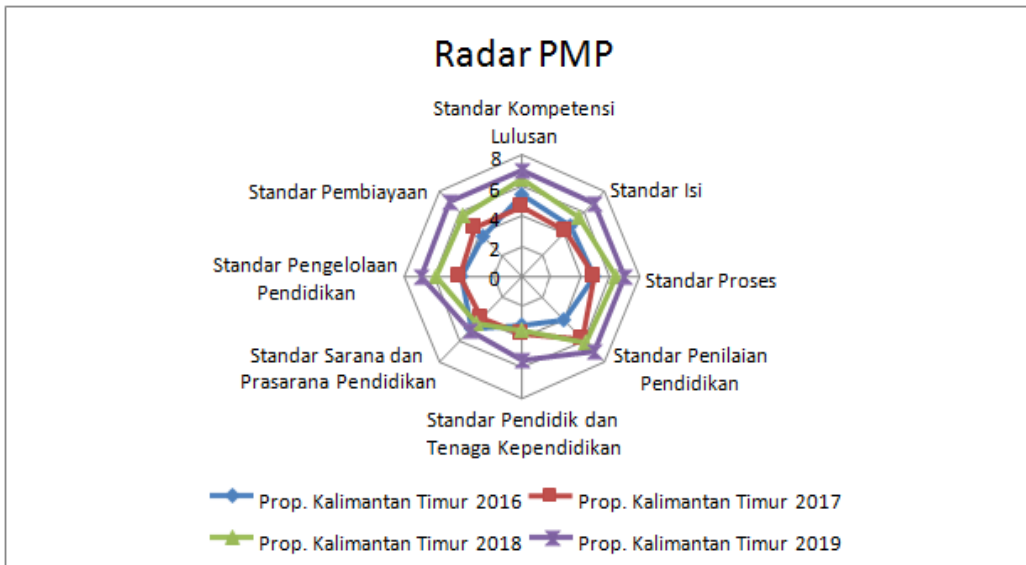 Radar PMP
Standar Kompetensi
Lulusan
8
6
4
2
0
Standar Isi
Standar Proses
Standar Penilaian
Pendidikan
Standar Pendidik dan
Tenaga Kependidikan
Standar Sarana dan
Prasarana Pendidikan
Standar Pengelolaan
Pendidikan
Standar Pembiayaan
Prop. Kalimantan Timur 2016
Prop. Kalimantan Timur 2017
Prop. Kalimantan Timur 2018
Prop. Kalimantan Timur 2019